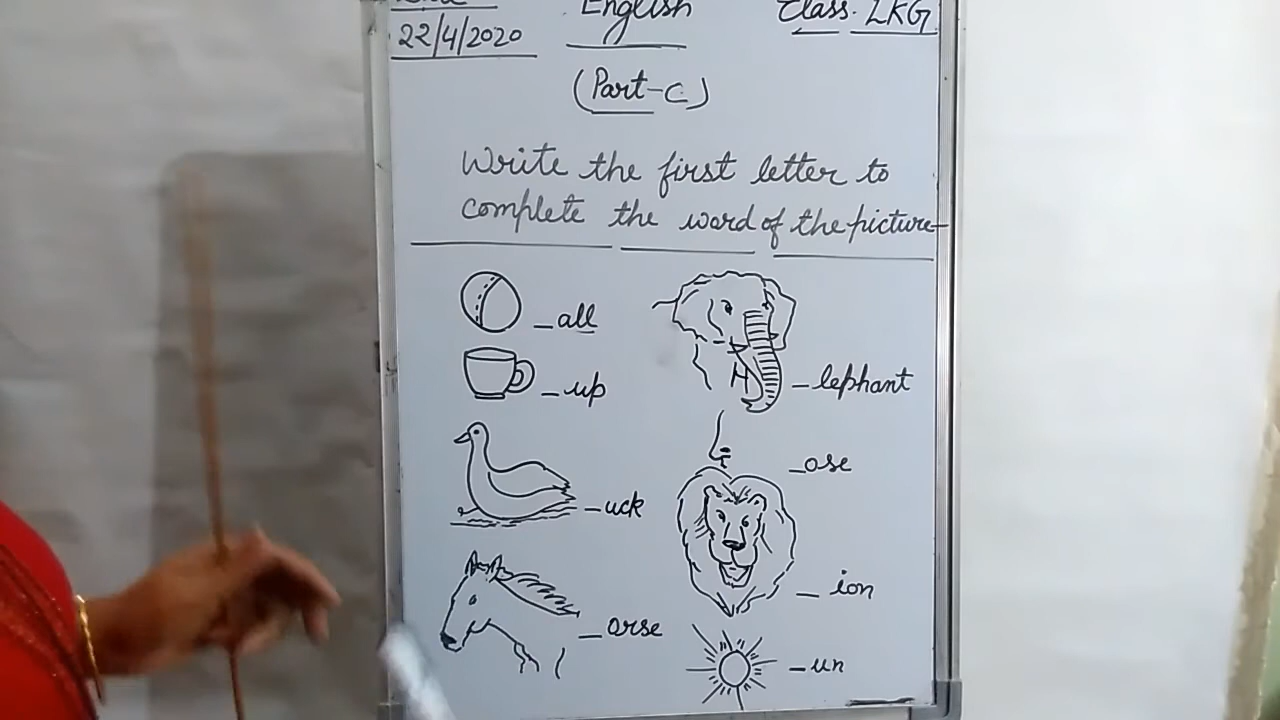 22/4/2020 English Class. LKG
(Part-C)
Write the first letter to
complete the word of the picture-
_all
_up
_uck
_orse
_lephant
_ose
_ion
_un